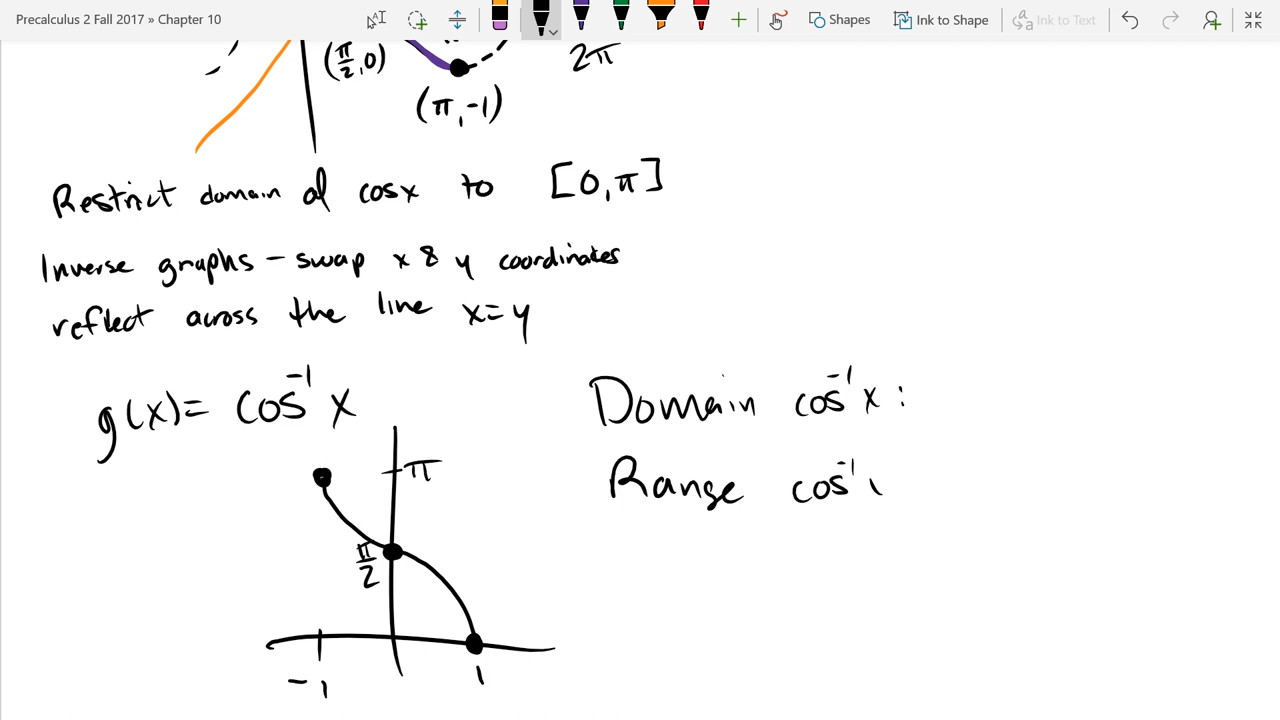 Precalculus 2 Fall 2017 » Chapter 10
Shapes
Ink to Shape
Ink to Text
(π/2, 0)
2π
(π, -1)
Restrict domain of cosx to [0, π]
Inverse graphs - swap x & y coordinates
reflect across the line x=y
g(x)= cos⁻¹ x
Domain cos⁻¹ x :
Range cos⁻¹
π
π/2
-1
1